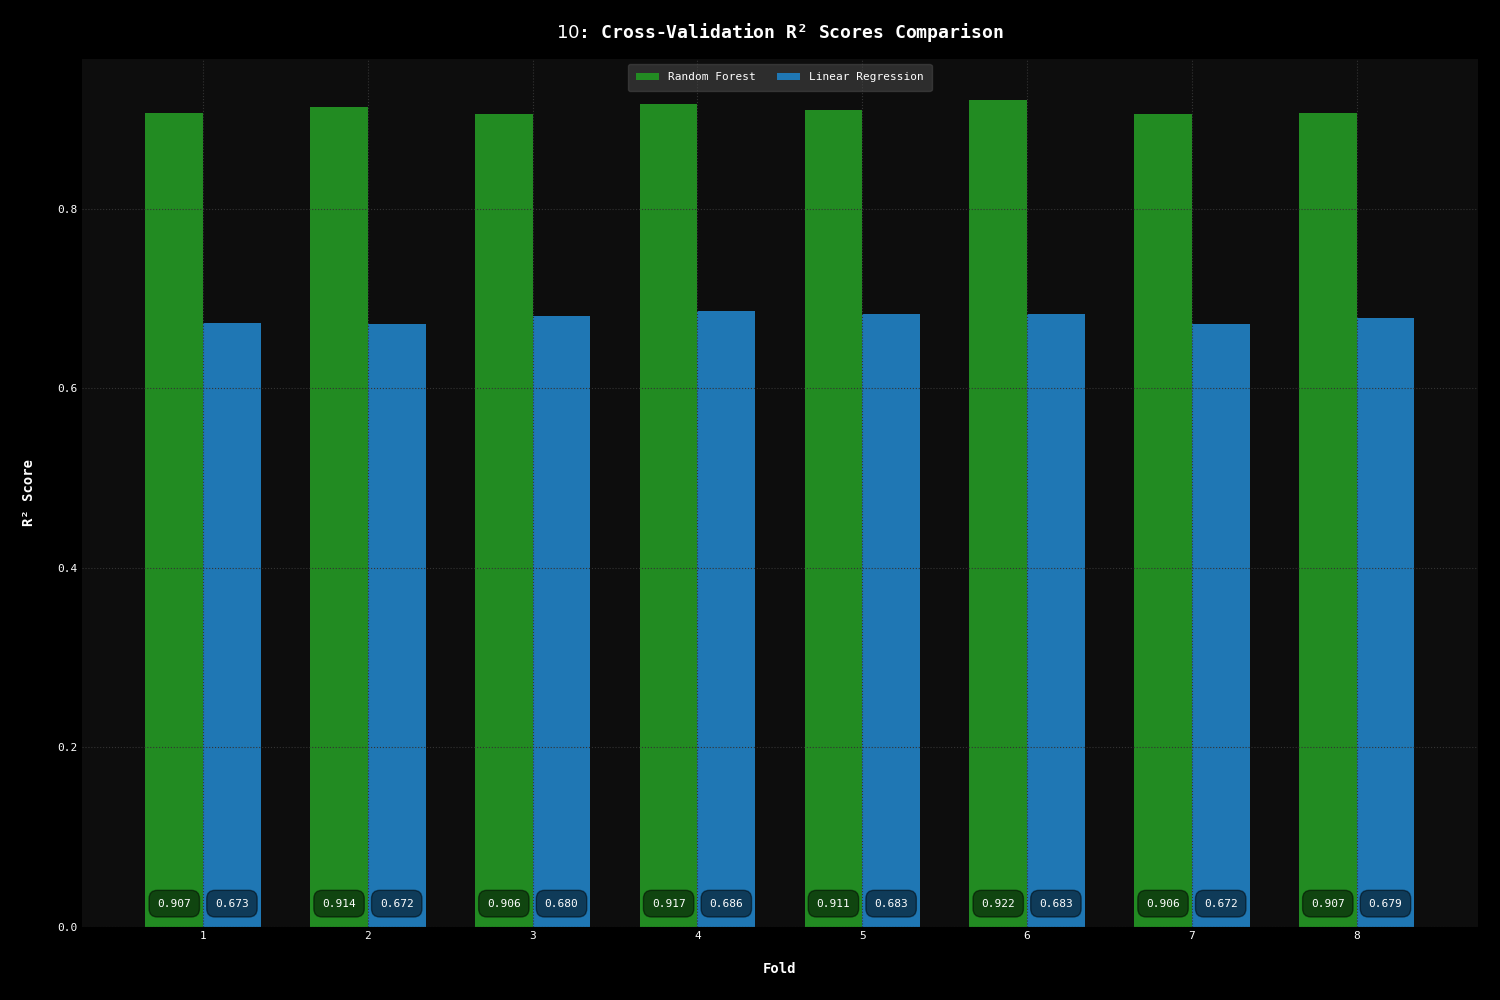 10: Cross-Validation R² Scores Comparison
Random Forest Linear Regression
R² Score
0.8
0.6
0.4
0.2
0.0
0.907 0.673 0.914 0.672 0.906 0.680 0.917 0.686 0.911 0.683 0.922 0.683 0.906 0.672 0.907 0.679
1 2 3 4 5 6 7 8
Fold